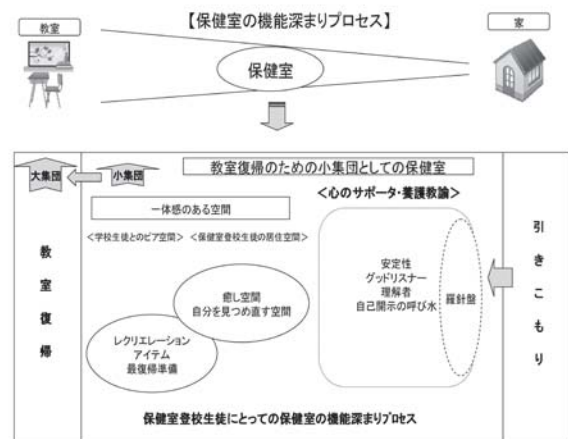 【保健室の機能深まりプロセス】
教室
家
保健室
教室復帰のための小集団としての保健室
大集団
小集団
<心のサポータ・養護教諭>
一体感のある空間
<学校生徒とのピア空間>
<保健室登校生徒の居住空間>
教室復帰
引きこもり
安定性
グッドリスナー
理解者
自己開示の呼び水
羅針盤
癒し空間
自分を見つめ直す空間
レクリエーション
アイテム
最復帰準備
保健室登校生徒にとっての保健室の機能深まりプロセス